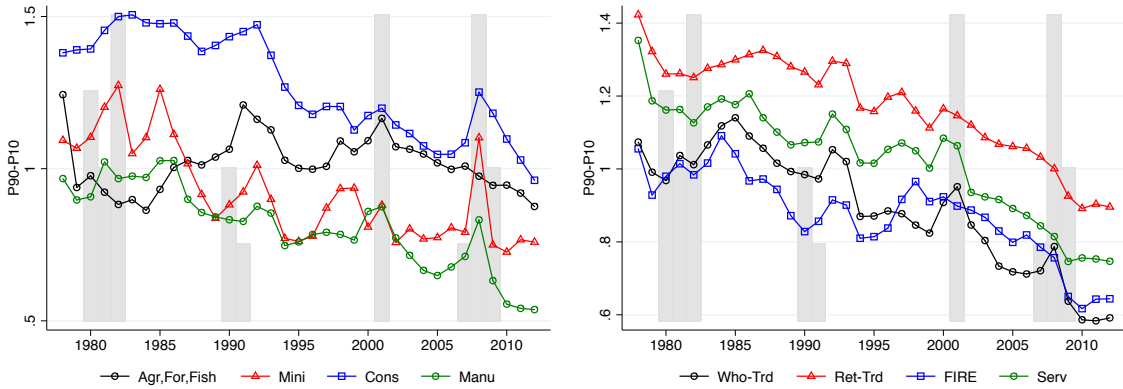 P90-P10
1.5
1
.5
1980 1985 1990 1995 2000 2005 2010
Agr,For,Fish Mini Cons Manu
P90-P10
1.4
1.2
1
.8
.6
1980 1985 1990 1995 2000 2005 2010
Who-Trd Ret-Trd FIRE Serv